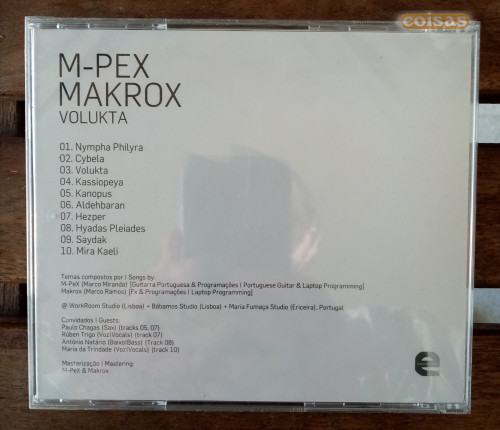 coisas
M-PEX
MAKROX
VOLUKTA
01. Nympha Philyra
02. Cybela
03. Volukta
04. Kassiopeya
05. Kanopus
06. Aldehbaran
07. Hezper
08. Hyadas Pleiades
09. Saydak
10. Mira Kaeli
Temas compostos por | Songs by:
M-PeX (Marco Miranda) [Guitarra Portuguesa & Programações | Portuguese Guitar & Laptop Programming]
Makrox (Marco Ramos) [Fx & Programações | Laptop Programming]
@ WorkRoom Studio (Lisboa) + Bábamos Studio (Lisboa) + Maria Fumaça Studio (Ericeira), Portugal
Convidados | Guests:
Paulo Chagas (Sax) (tracks 05, 07)
Rúben Trigo (Voz|Vocals) (track 07)
António Natário (Baixo|Bass) (Track 08)
Maria da Trindade (Voz|Vocals) (track 10)
Masterização | Mastering:
M-PeX & Makrox